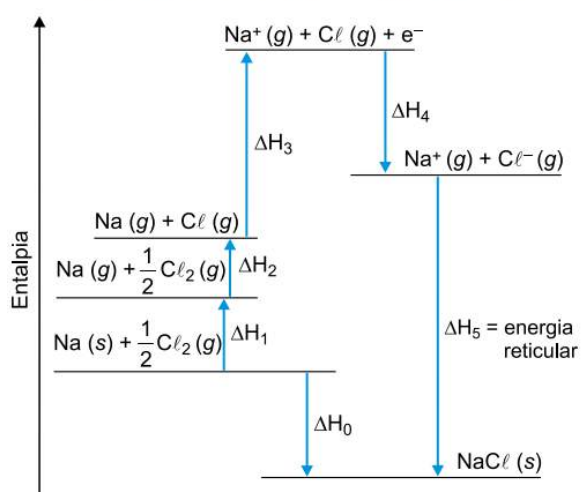 Na⁺ (g) + Cℓ (g) + e⁻
ΔH₄
ΔH₃
Na⁺ (g) + Cℓ⁻ (g)
Na (g) + Cℓ (g)
Na (g) + 1/2 Cℓ₂ (g)
ΔH₂
Entalpia
Na (s) + 1/2 Cℓ₂ (g)
ΔH₁
ΔH₅ = energia
reticular
ΔH₀
NaCℓ (s)